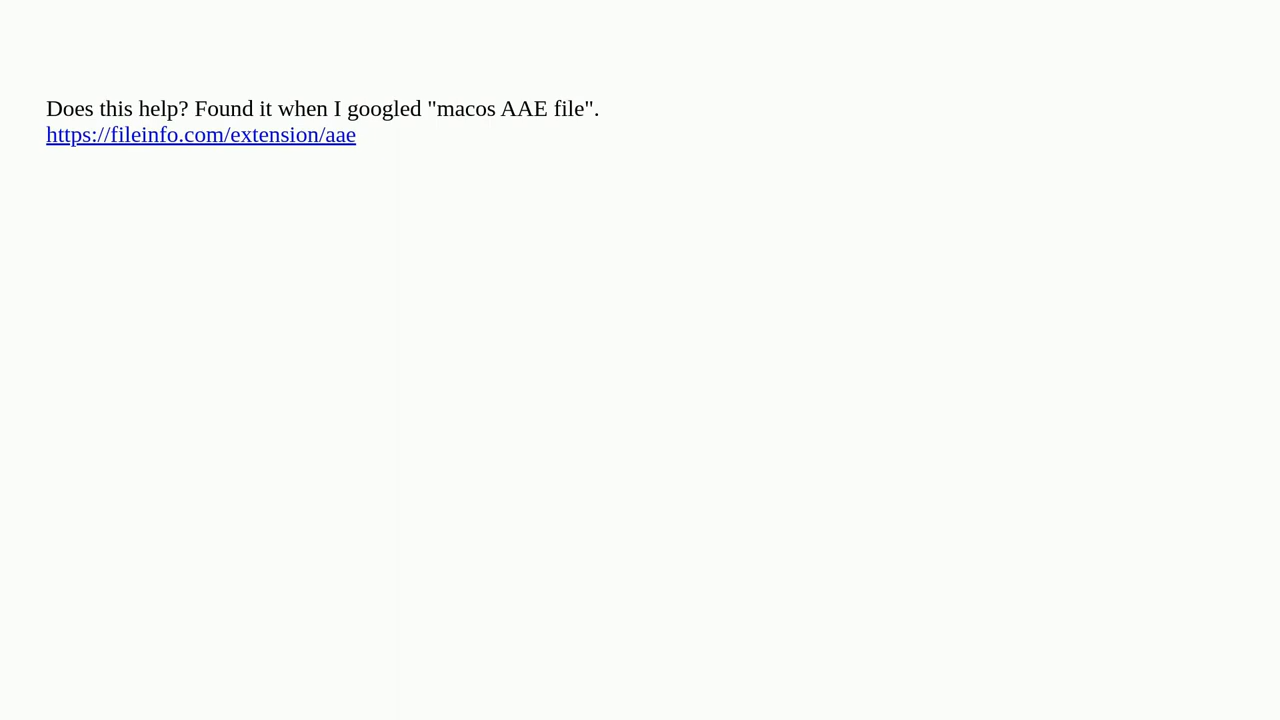 Does this help? Found it when I googled "macos AAE file".
https://fileinfo.com/extension/aae